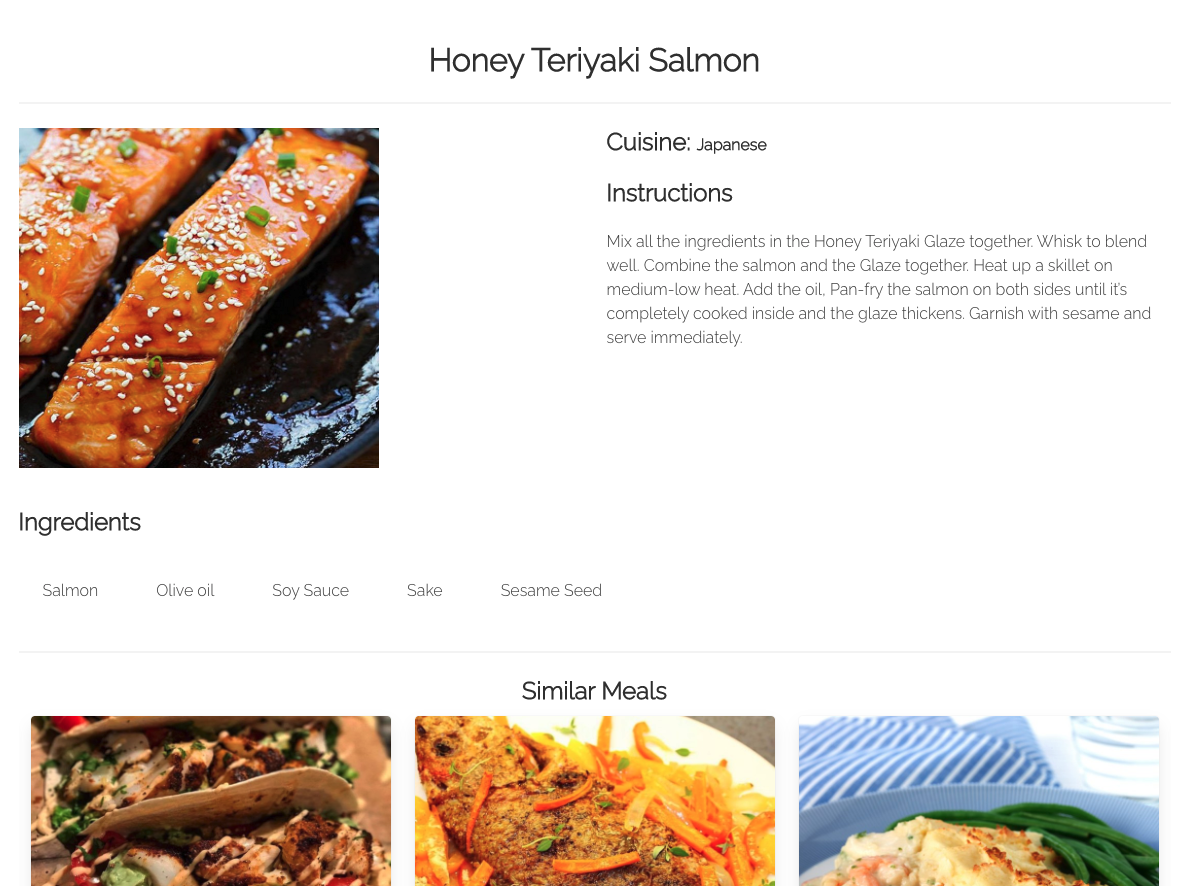 Honey Teriyaki Salmon
Cuisine: Japanese
Instructions
Mix all the ingredients in the Honey Teriyaki Glaze together. Whisk to blend
well. Combine the salmon and the Glaze together. Heat up a skillet on
medium-low heat. Add the oil, Pan-fry the salmon on both sides until it’s
completely cooked inside and the glaze thickens. Garnish with sesame and
serve immediately.
Ingredients
Salmon Olive oil Soy Sauce Sake Sesame Seed
Similar Meals